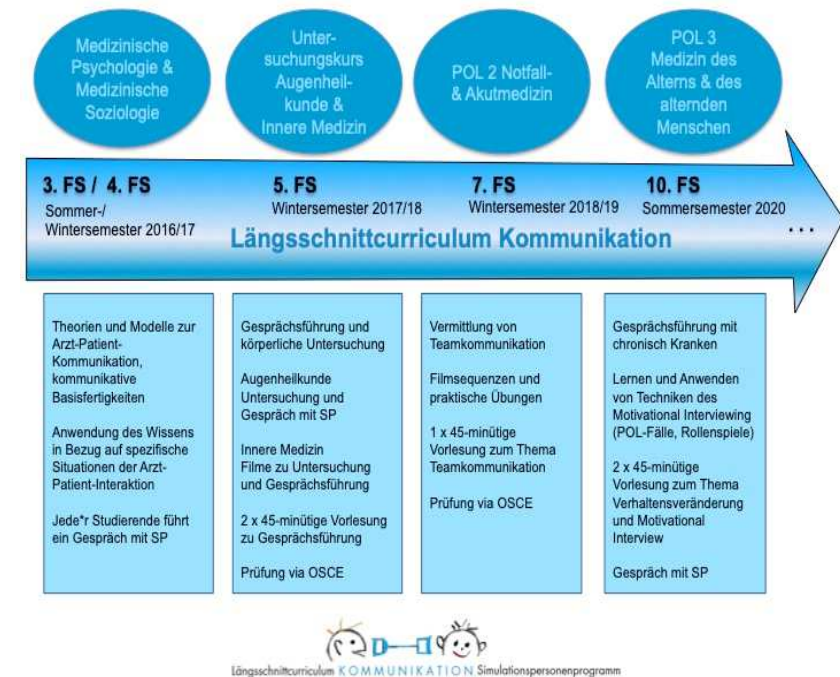 Medizinische
Psychologie &
Medizinische
Soziologie
Unter-
suchungskurs
Augenheil-
kunde &
Innere Medizin
POL 2 Notfall-
& Akutmedizin
POL 3
Medizin des
Alterns & des
alternden
Menschen
3. FS / 4. FS
Sommer-/
Wintersemester 2016/17
5. FS
Wintersemester 2017/18
7. FS
Wintersemester 2018/19
10. FS
Sommersemester 2020
...
Längsschnittcurriculum Kommunikation
Theorien und Modelle zur
Arzt-Patient-
Kommunikation,
kommunikative
Basisfertigkeiten
Anwendung des Wissens
in Bezug auf spezifische
Situationen der Arzt-
Patient-Interaktion
Jede*r Studierende führt
ein Gespräch mit SP
Gesprächsführung und
körperliche Untersuchung
Augenheilkunde
Untersuchung und
Gespräch mit SP
Innere Medizin
Filme zu Untersuchung
und Gesprächsführung
2 x 45-minütige Vorlesung
zu Gesprächsführung
Prüfung via OSCE
Vermittlung von
Teamkommunikation
Filmsequenzen und
praktische Übungen
1 x 45-minütige
Vorlesung zum Thema
Teamkommunikation
Prüfung via OSCE
Gesprächsführung mit
chronisch Kranken
Lernen und Anwenden
von Techniken des
Motivational Interviewing
(POL-Fälle, Rollenspiele)
2 x 45-minütige
Vorlesung zum Thema
Verhaltensveränderung
und Motivational
Interview
Gespräch mit SP
Längsschnittcurriculum KOMMUNIKATION Simulationspersonenprogramm